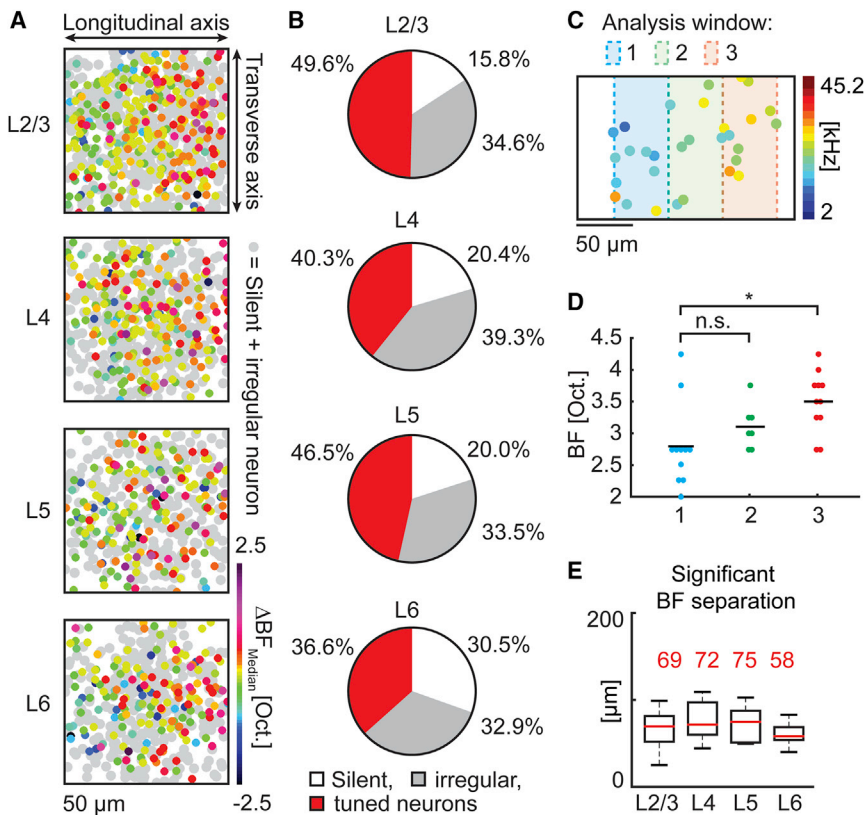 A
Longitudinal axis
Transverse axis
L2/3
L4
L5
L6
= Silent + irregular neuron
2.5
ΔBF Median [Oct.]
-2.5
50 µm
B
L2/3
49.6%
15.8%
34.6%
L4
40.3%
20.4%
39.3%
L5
46.5%
20.0%
33.5%
L6
36.6%
30.5%
32.9%
Silent, irregular,
tuned neurons
C Analysis window:
1 2 3
45.2
[kHz]
2
50 µm
D
*
n.s.
4.5
4
3.5
3
2.5
2
BF [Oct.]
1 2 3
E
Significant
BF separation
200
[µm]
0
69 72 75 58
L2/3 L4 L5 L6